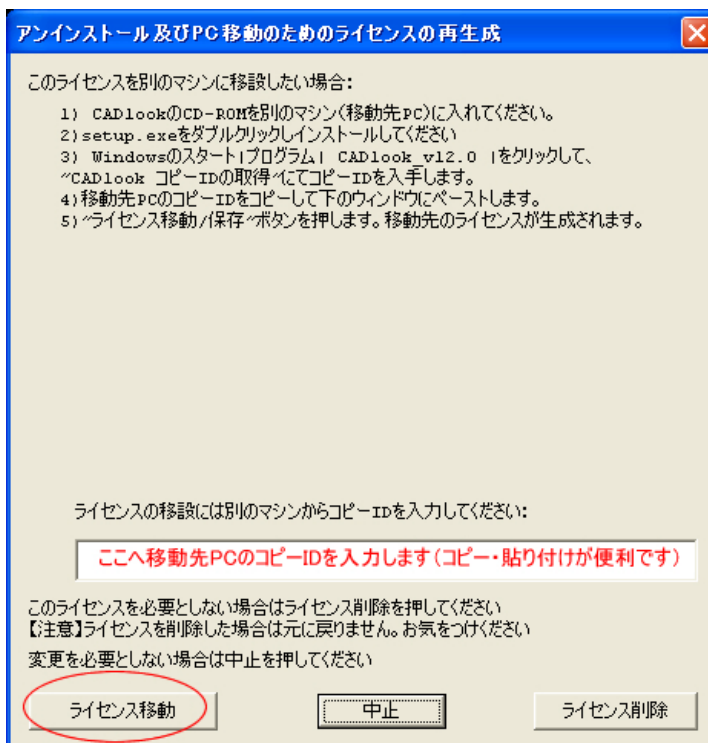 アンインストール及びPC移動のためのライセンスの再生成
このライセンスを別のマシンに移設したい場合:
1) CADlookのCD-ROMを別のマシン(移動先PC)に入れてください。
2)setup.exeをダブルクリックしインストールしてください
3) Windowsのスタート|プログラム| CADlook_v12.0 |をクリックして、
"CADlook コピーIDの取得"にてコピーIDを入手します。
4)移動先PCのコピーIDをコピーして下のウィンドウにペーストします。
5)"ライセンス移動/保存"ボタンを押します。移動先のライセンスが生成されます。
ライセンスの移設には別のマシンからコピーIDを入力してください:
ここへ移動先PCのコピーIDを入力します(コピー・貼り付けが便利です)
このライセンスを必要としない場合はライセンス削除を押してください
【注意】ライセンスを削除した場合は元に戻りません。お気をつけください
変更を必要としない場合は中止を押してください
ライセンス移動
中止
ライセンス削除